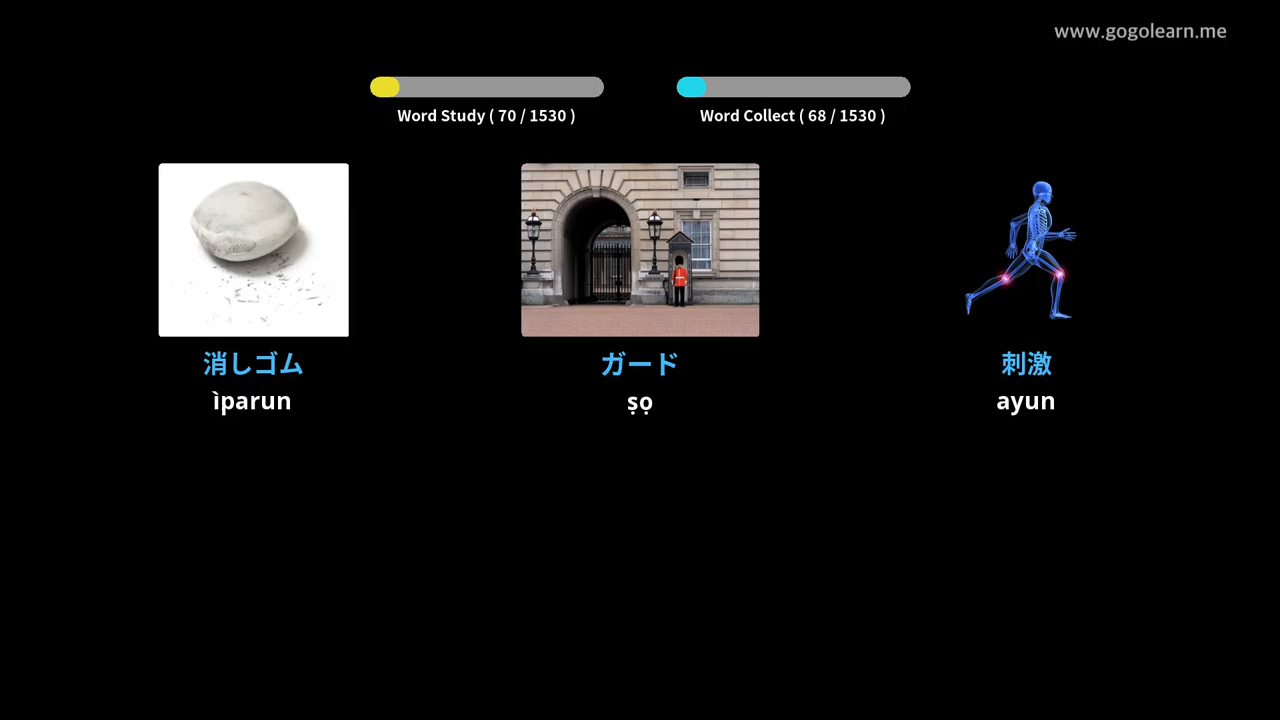 www.gogolearn.me
Word Study ( 70 / 1530 )
Word Collect ( 68 / 1530 )
消しゴム
ìparun
ガード
ṣọ
刺激
ayun